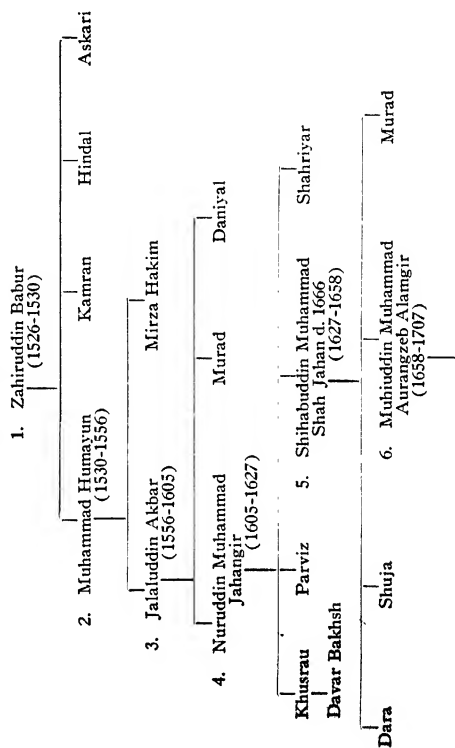 1. Zahiruddin Babur
(1526-1530)
2. Muhammad Humayun
(1530-1556)
Kamran
Hindal
Askari
3. Jalaluddin Akbar
(1556-1605)
Mirza Hakim
4. Nuruddin Muhammad
Jahangir
(1605-1627)
Murad
Daniyal
Khusrau
Parviz
5. Shihabuddin Muhammad
Shah Jahan d. 1666
(1627-1658)
Shahriyar
Davar Bakhsh
Dara
Shuja
6. Muhiuddin Muhammad
Aurangzeb Alamgir
(1658-1707)
Murad